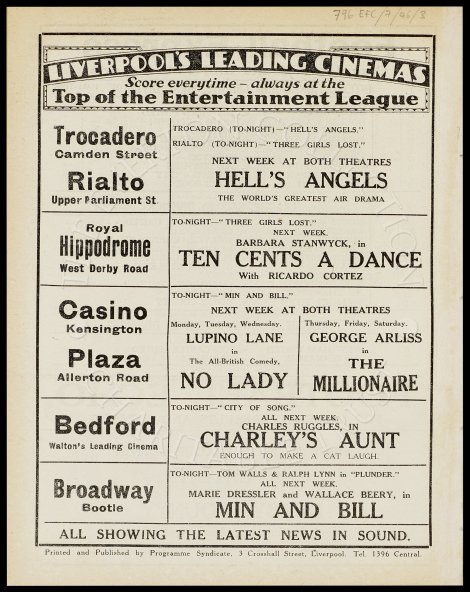 796 EFC/7/46/3
LIVERPOOL'S LEADING CINEMAS
Score everytime – always at the
Top of the Entertainment League
Trocadero
Camden Street
Rialto
Upper Parliament St.
TROCADERO (TO-NIGHT)—"HELL'S ANGELS."
RIALTO (TO-NIGHT)—"THREE GIRLS LOST."
NEXT WEEK AT BOTH THEATRES
HELL'S ANGELS
THE WORLD'S GREATEST AIR DRAMA
Royal
Hippodrome
West Derby Road
TO-NIGHT—"THREE GIRLS LOST."
NEXT WEEK.
BARBARA STANWYCK, in
TEN CENTS A DANCE
With RICARDO CORTEZ
Casino
Kensington
Plaza
Allerton Road
TO-NIGHT—"MIN AND BILL."
NEXT WEEK AT BOTH THEATRES
Monday, Tuesday, Wednesday.
LUPINO LANE
in
The All-British Comedy,
NO LADY
Thursday, Friday, Saturday.
GEORGE ARLISS
in
THE
MILLIONAIRE
Bedford
Walton's Leading Cinema
TO-NIGHT—"CITY OF SONG."
ALL NEXT WEEK.
CHARLES RUGGLES, IN
CHARLEY'S AUNT
ENOUGH TO MAKE A CAT LAUGH.
Broadway
Bootle
TO-NIGHT—TOM WALLS & RALPH LYNN in "PLUNDER."
ALL NEXT WEEK.
MARIE DRESSLER and WALLACE BEERY, in
MIN AND BILL
ALL SHOWING THE LATEST NEWS IN SOUND.
Printed and Published by Programme Syndicate, 3 Crosshall Street, Liverpool. Tel. 1396 Central.